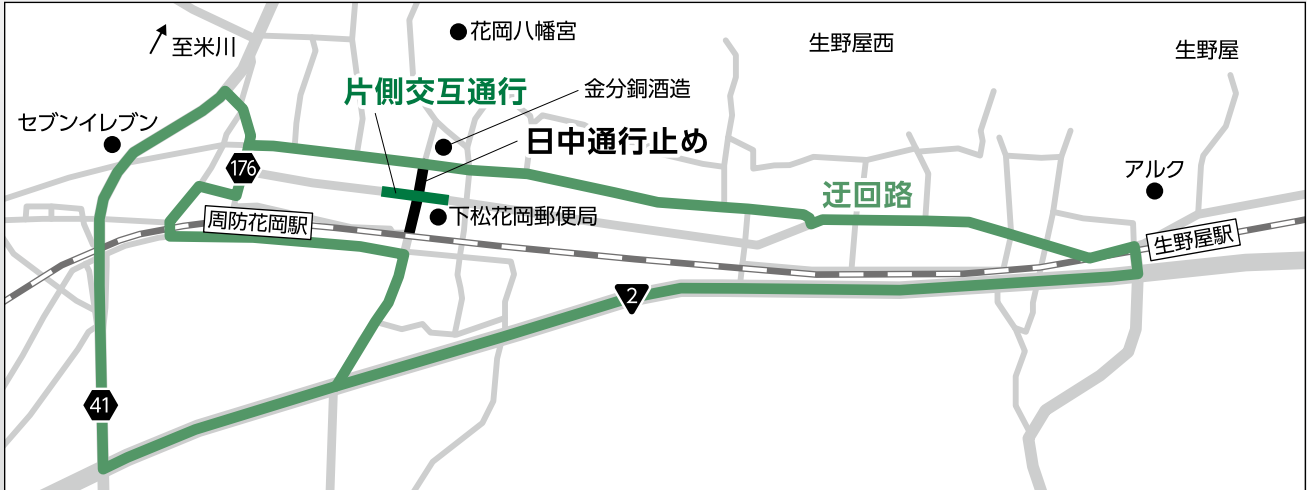 花岡八幡宮
生野屋西
生野屋
至米川
片側交互通行
金分銅酒造
セブンイレブン
日中通行止め
176
アルク
迂回路
周防花岡駅
下松花岡郵便局
生野屋駅
2
41